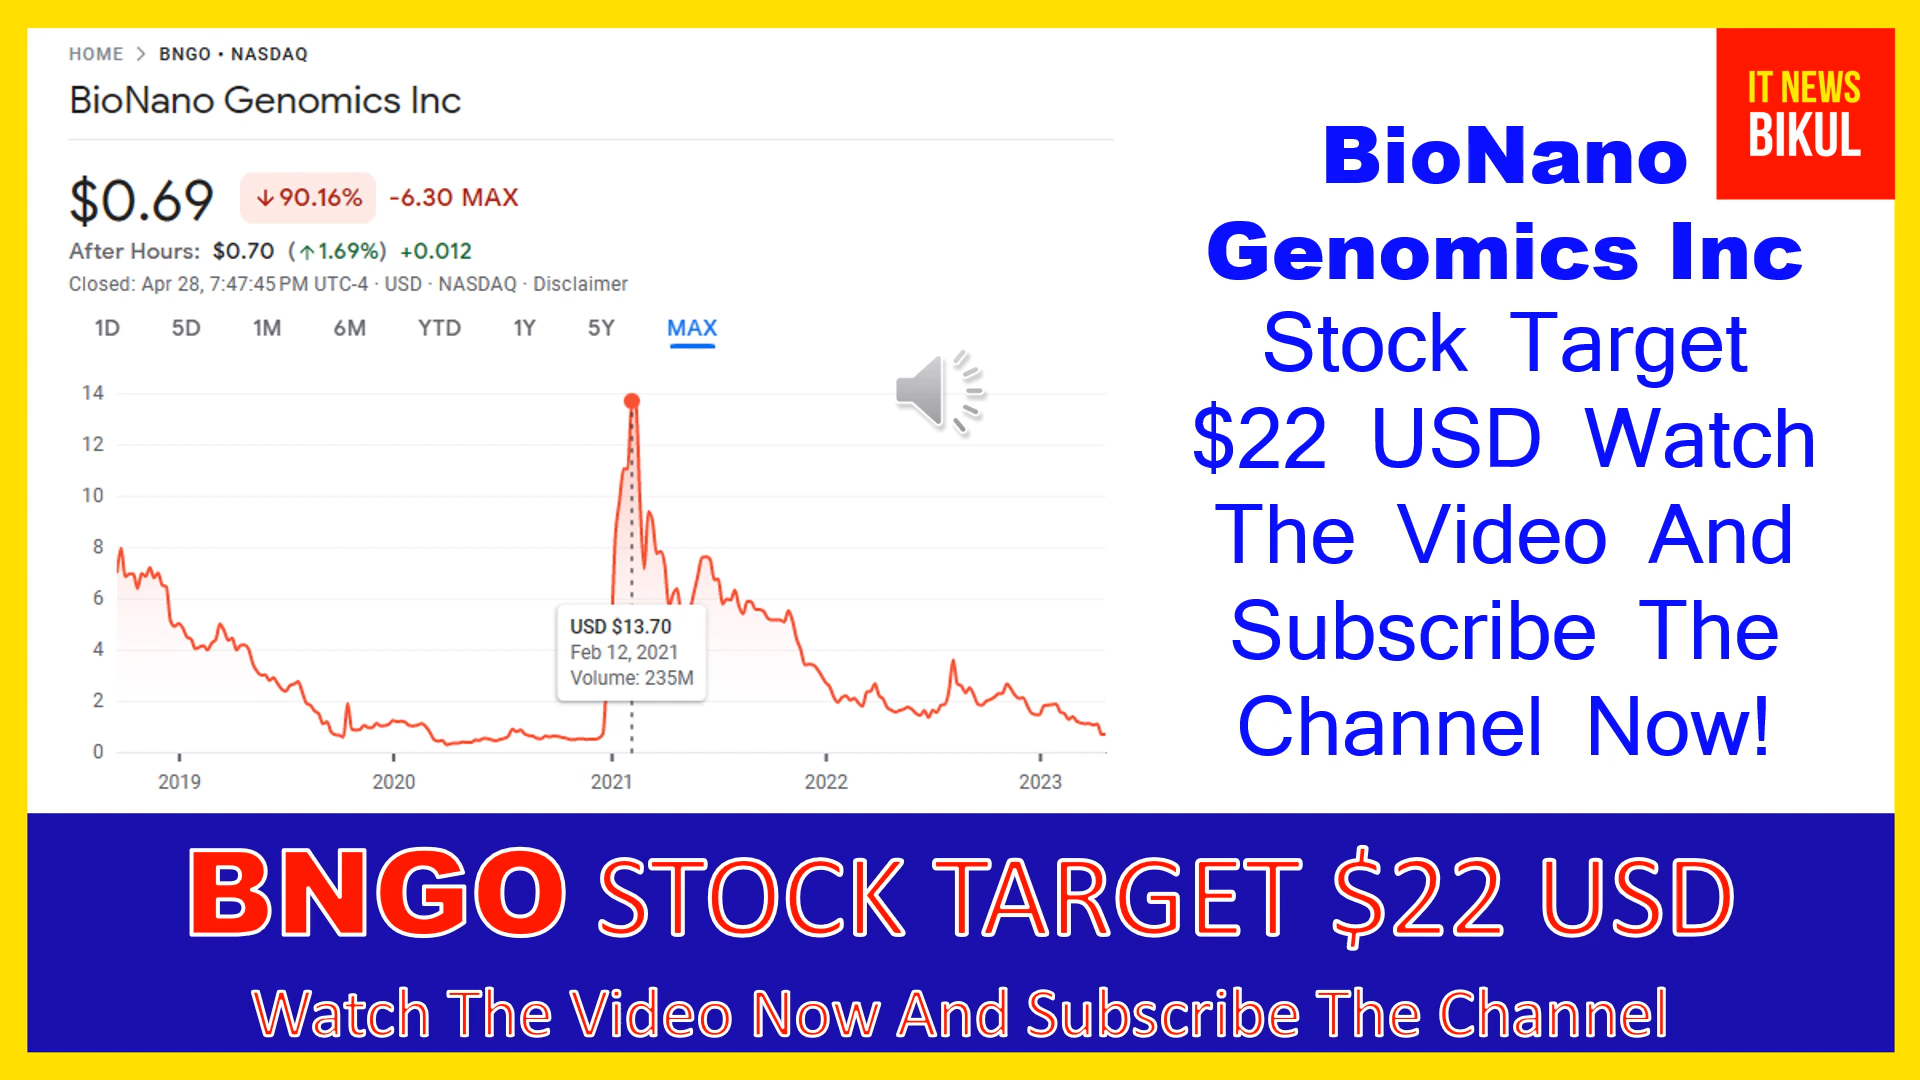 HOME > BNGO • NASDAQ
BioNano Genomics Inc
$0.69 ↓90.16% -6.30 MAX
After Hours: $0.70 (↑1.69%) +0.012
Closed: Apr 28, 7:47:45 PM UTC-4 · USD · NASDAQ · Disclaimer
1D 5D 1M 6M YTD 1Y 5Y MAX
14
12
10
8
6
4
2
0
USD $13.70
Feb 12, 2021
Volume: 235M
2019 2020 2021 2022 2023
IT NEWS
BIKUL
BioNano
Genomics Inc
Stock Target
$22 USD Watch
The Video And
Subscribe The
Channel Now!
BNGO STOCK TARGET $22 USD
Watch The Video Now And Subscribe The Channel